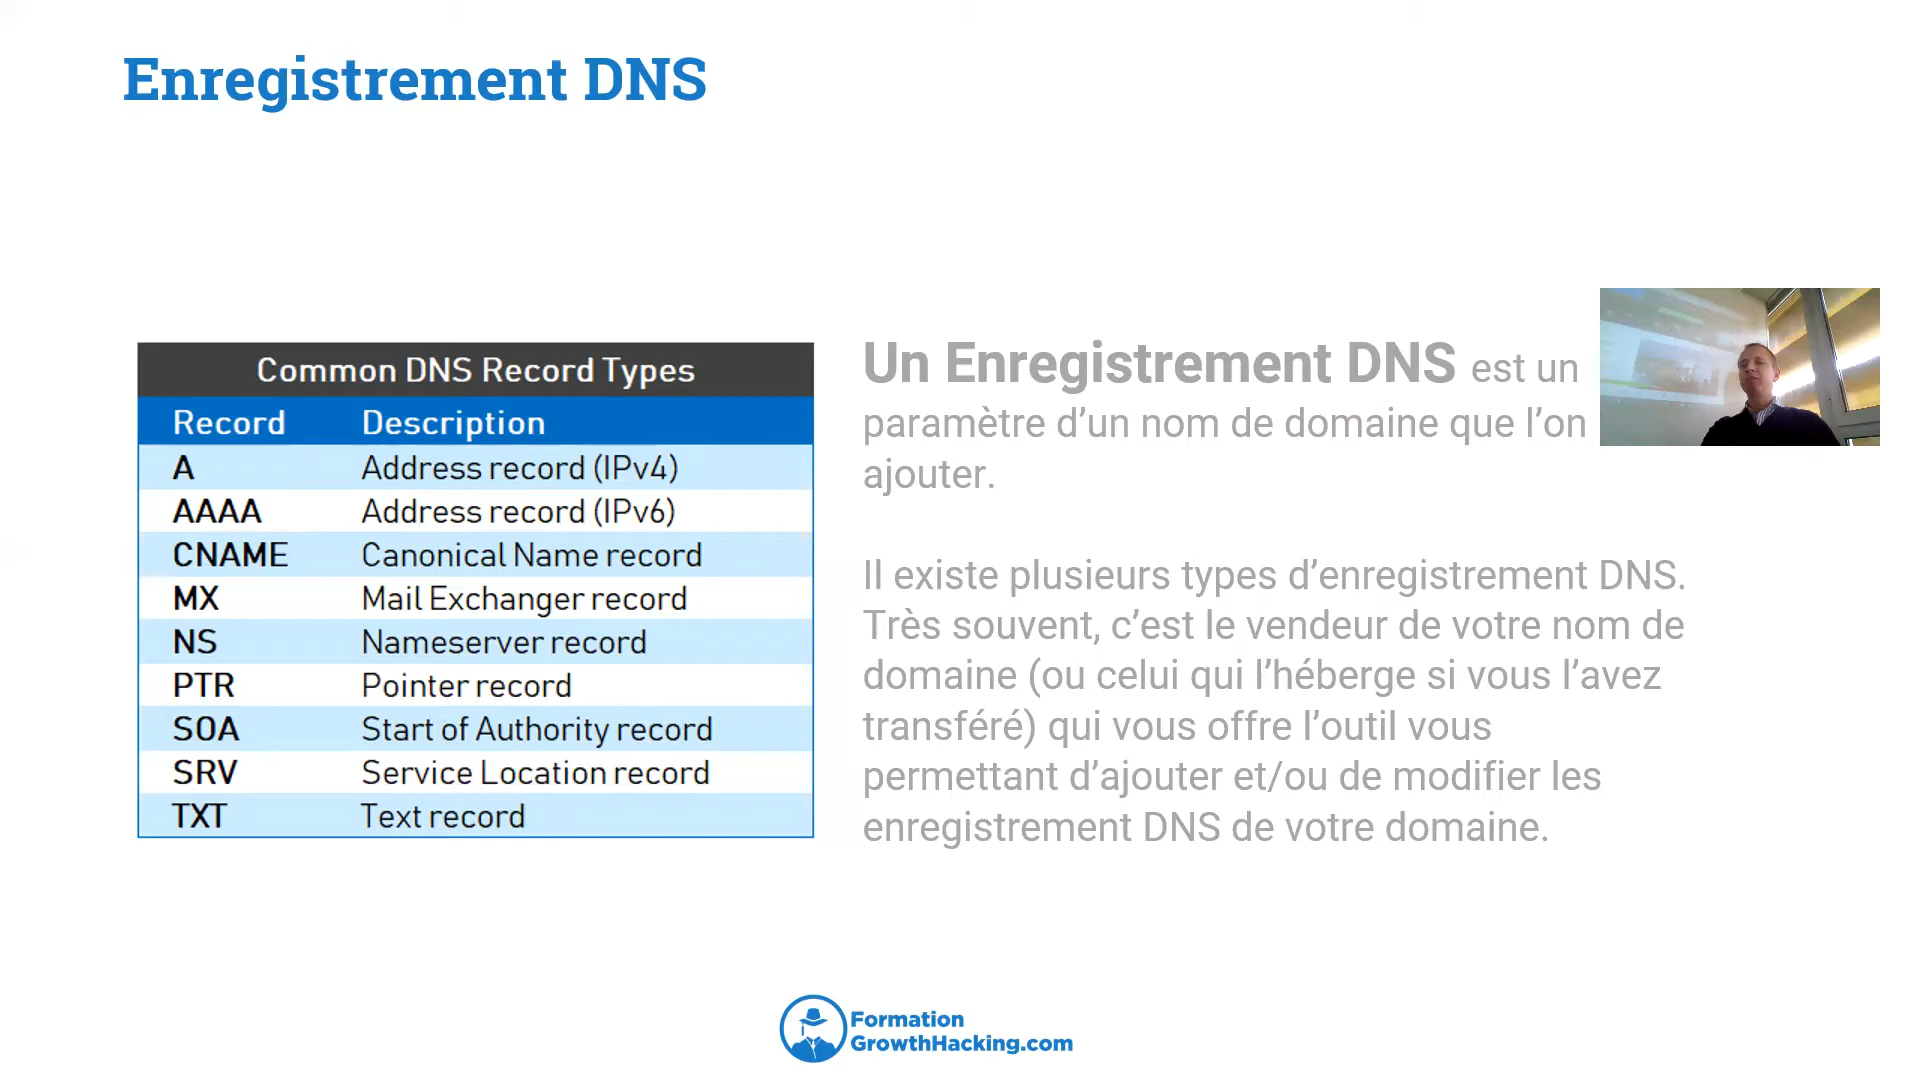 Enregistrement DNS
Common DNS Record Types
Record Description
A Address record (IPv4)
AAAA Address record (IPv6)
CNAME Canonical Name record
MX Mail Exchanger record
NS Nameserver record
PTR Pointer record
SOA Start of Authority record
SRV Service Location record
TXT Text record
Un Enregistrement DNS est un
paramètre d’un nom de domaine que l’on
ajouter.
Il existe plusieurs types d’enregistrement DNS.
Très souvent, c’est le vendeur de votre nom de
domaine (ou celui qui l’héberge si vous l’avez
transféré) qui vous offre l’outil vous
permettant d’ajouter et/ou de modifier les
enregistrement DNS de votre domaine.
Formation
GrowthHacking.com